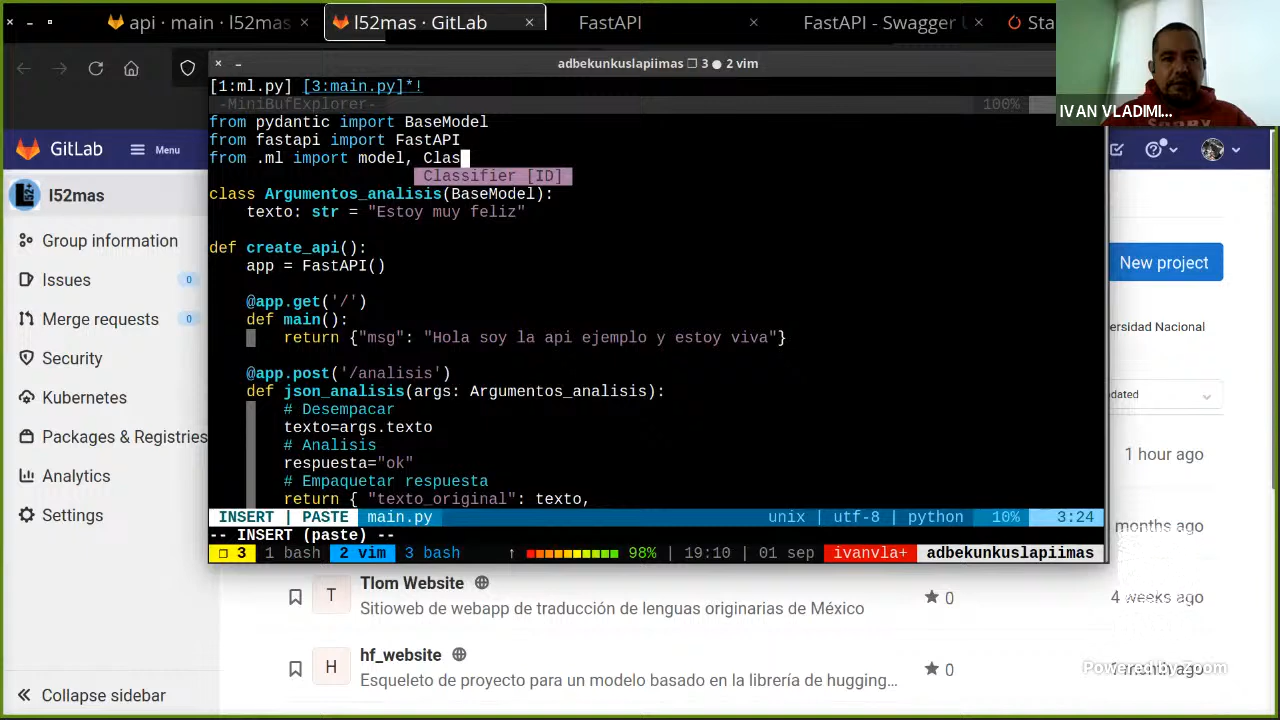 api · main · l52mas
l52mas · GitLab
FastAPI
FastAPI - Swagger
Sta
adbekunkuslapiimas ❐ 3 ● 2 vim
IVAN VLADIMI...
[1:ml.py] [3:main.py]*!
-MiniBufExplorer-
100%
from pydantic import BaseModel
from fastapi import FastAPI
from .ml import model, Clas
Classifier [ID]
class Argumentos_analisis(BaseModel):
texto: str = "Estoy muy feliz"
def create_api():
app = FastAPI()
@app.get('/')
def main():
return {"msg": "Hola soy la api ejemplo y estoy viva"}
@app.post('/analisis')
def json_analisis(args: Argumentos_analisis):
# Desempacar
texto=args.texto
# Analisis
respuesta="ok"
# Empaquetar respuesta
return { "texto_original": texto,
INSERT | PASTE main.py
unix | utf-8 | python 10% 3:24
-- INSERT (paste) --
❐ 3 1 bash 2 vim 3 bash
↑ 98% | 19:10 | 01 sep ivanvla+ adbekunkuslapiimas
GitLab
Menu
l52mas
Group information
Issues 0
Merge requests 0
Security
Kubernetes
Packages & Registries
Analytics
Settings
Collapse sidebar
New project
ersidad Nacional
dated
1 hour ago
months ago
T
Tlom Website
Sitioweb de webapp de traducción de lenguas originarias de México
0
4 weeks ago
H
hf_website
Esqueleto de proyecto para un modelo basado en la librería de hugging...
0
month ago
Powered by Zoom